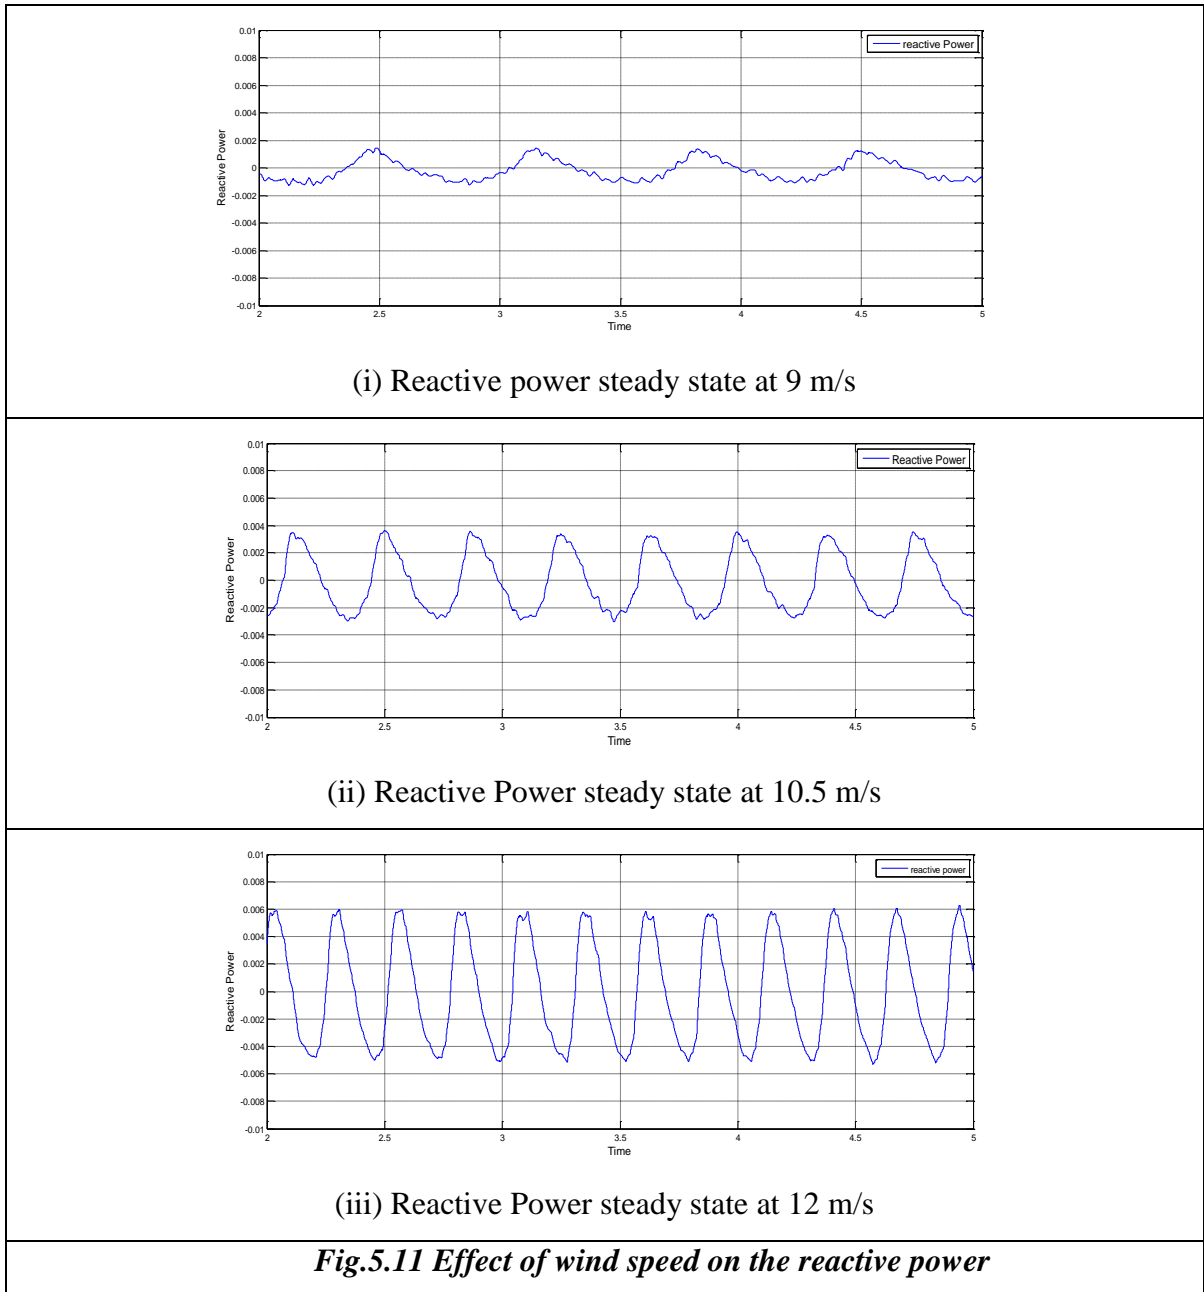 0.01
reactive Power
0.008
0.006
0.004
0.002
0
-0.002
-0.004
-0.006
-0.008
-0.01
Reactive Power
2 2.5 3 3.5 4 4.5 5
Time
(i) Reactive power steady state at 9 m/s
0.01
Reactive Power
0.008
0.006
0.004
0.002
0
-0.002
-0.004
-0.006
-0.008
-0.01
Reactive Power
2 2.5 3 3.5 4 4.5 5
Time
(ii) Reactive Power steady state at 10.5 m/s
0.01
reactive power
0.008
0.006
0.004
0.002
0
-0.002
-0.004
-0.006
-0.008
-0.01
Reactive Power
2 2.5 3 3.5 4 4.5 5
Time
(iii) Reactive Power steady state at 12 m/s
Fig.5.11 Effect of wind speed on the reactive power